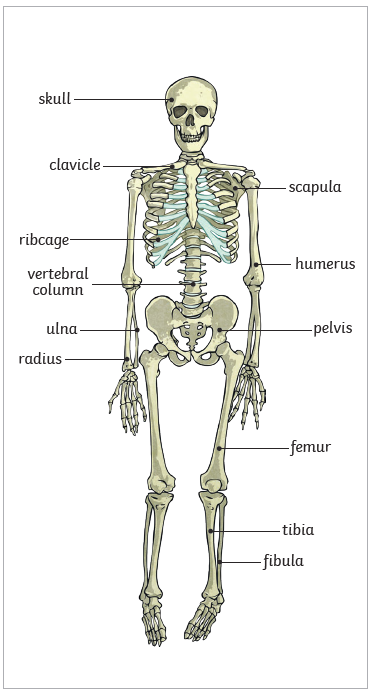 skull
clavicle
scapula
ribcage
humerus
vertebral
column
ulna
pelvis
radius
femur
tibia
fibula